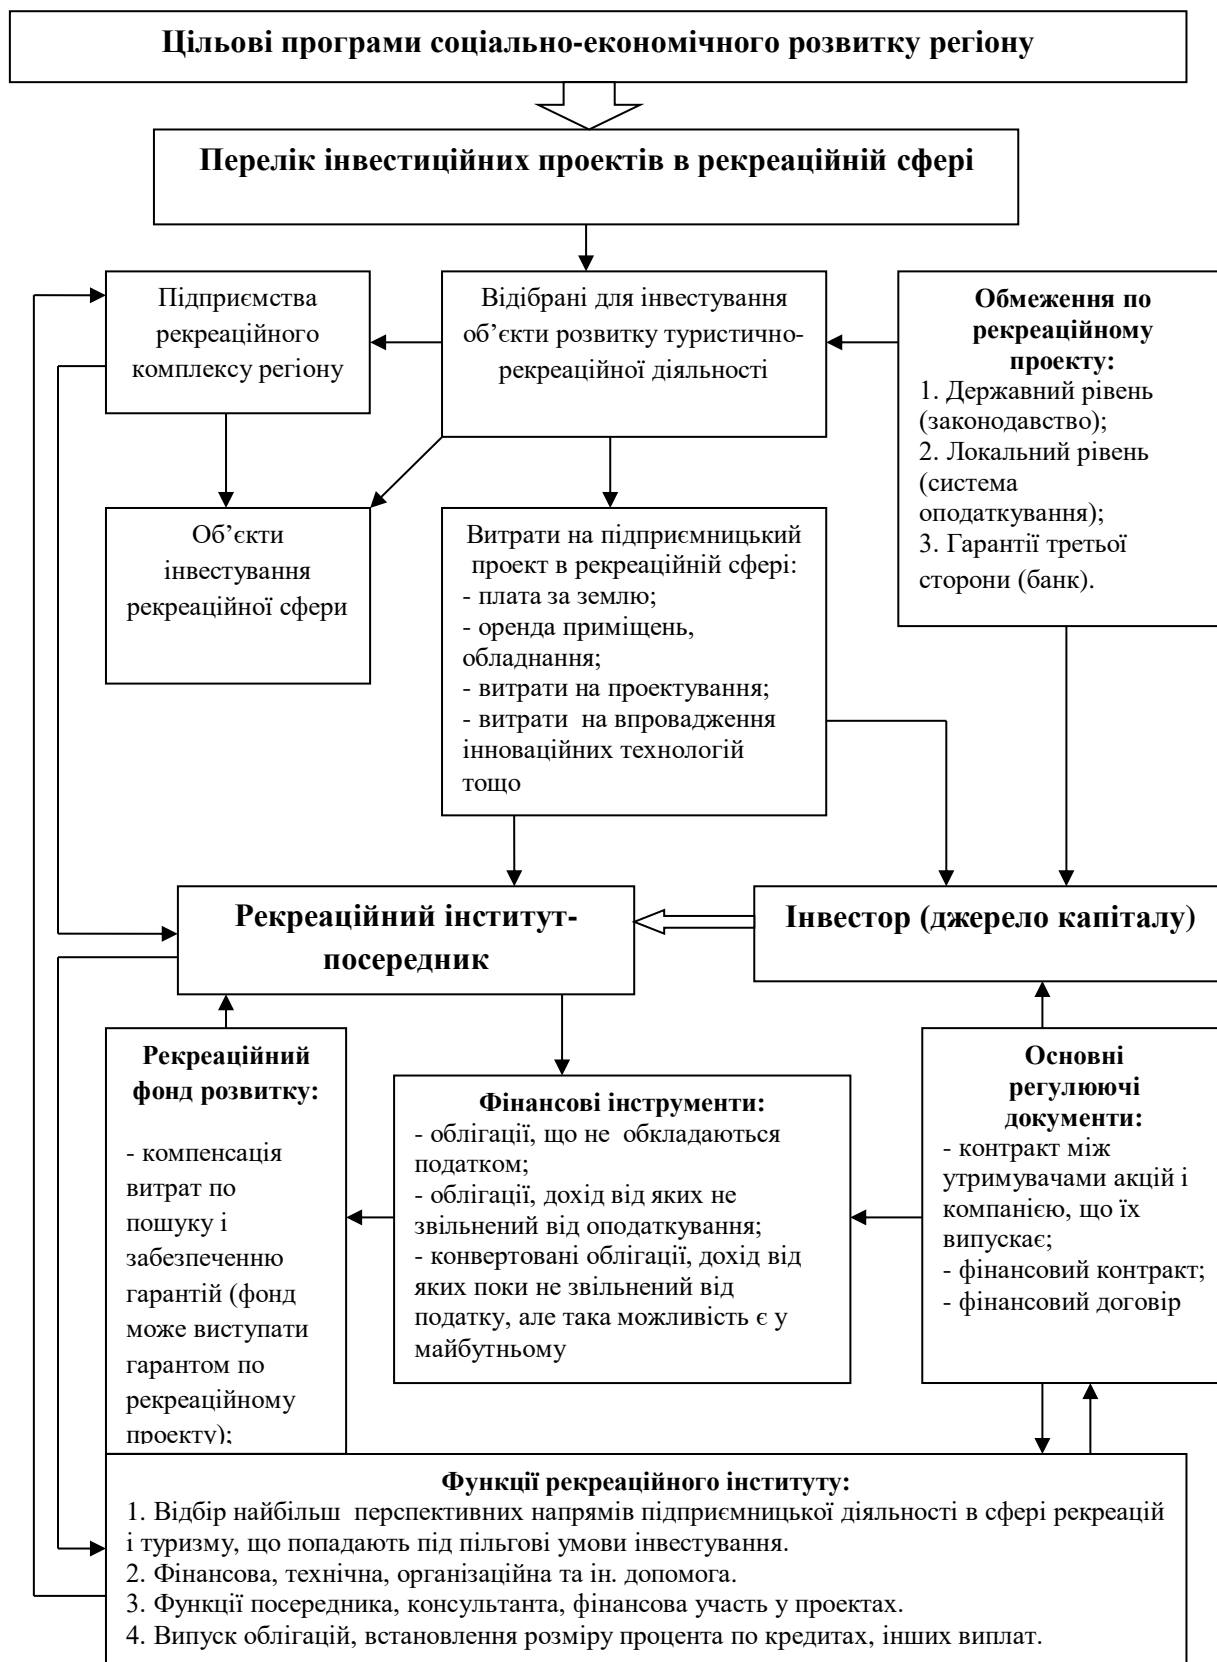 Цільові програми соціально-економічного розвитку регіону
Перелік інвестиційних проектів в рекреаційній сфері
Підприємства
рекреаційного
комплексу регіону
Відібрані для інвестування
об’єкти розвитку туристично-
рекреаційної діяльності
Обмеження по
рекреаційному
проекту:
1. Державний рівень
(законодавство);
2. Локальний рівень
(система
оподаткування);
3. Гарантії третьої
сторони (банк).
Об’єкти
інвестування
рекреаційної сфери
Витрати на підприємницький
проект в рекреаційній сфері:
- плата за землю;
- оренда приміщень,
обладнання;
- витрати на проектування;
- витрати  на впровадження
інноваційних технологій
тощо
Рекреаційний інститут-
посередник
Інвестор (джерело капіталу)
Рекреаційний
фонд розвитку:
- компенсація
витрат по
пошуку і
забезпеченню
гарантій (фонд
може виступати
гарантом по
рекреаційному
проекту);
Фінансові інструменти:
- облігації, що не  обкладаються
податком;
- облігації, дохід від яких не
звільнений від оподаткування;
- конвертовані облігації, дохід від
яких поки не звільнений від
податку, але така можливість є у
майбутньому
Основні
регулюючі
документи:
- контракт між
утримувачами акцій і
компанією, що їх
випускає;
- фінансовий контракт;
- фінансовий договір
Функції рекреаційного інституту:
1. Відбір найбільш  перспективних напрямів підприємницької діяльності в сфері рекреацій
і туризму, що попадають під пільгові умови інвестування.
2. Фінансова, технічна, організаційна та ін. допомога.
3. Функції посередника, консультанта, фінансова участь у проектах.
4. Випуск облігацій, встановлення розміру процента по кредитах, інших виплат.